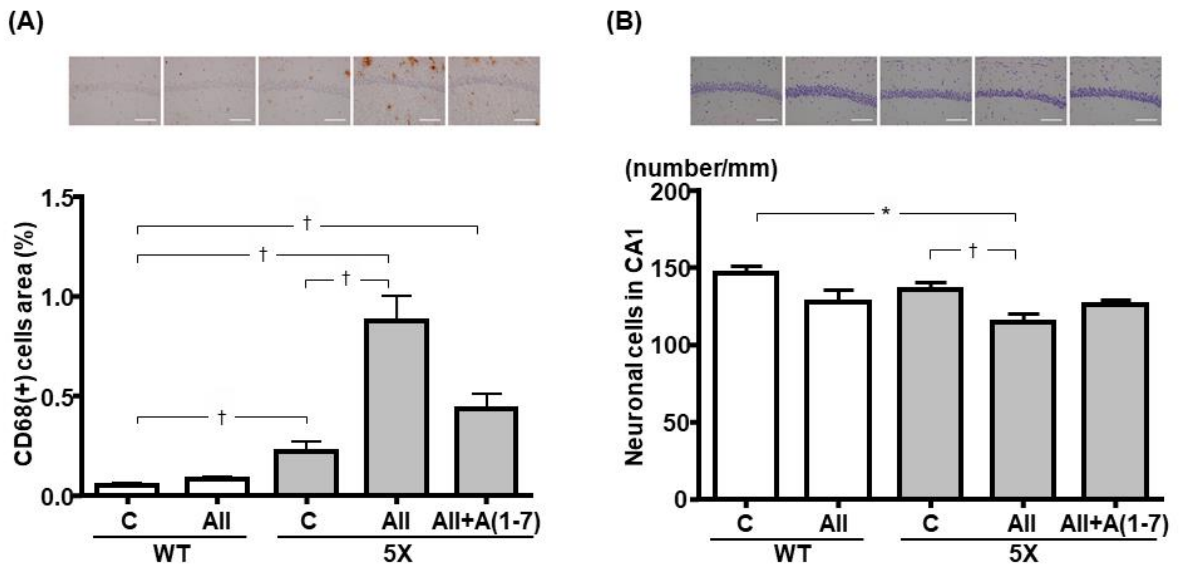 (A)
CD68(+) cells area (%)
1.5
1.0
0.5
0.0
†
†
†
†
C
AII
C
AII
AII+A(1-7)
WT
5X
(B)
(number/mm)
Neuronal cells in CA1
200
150
100
50
0
*
†
C
AII
C
AII
AII+A(1-7)
WT
5X